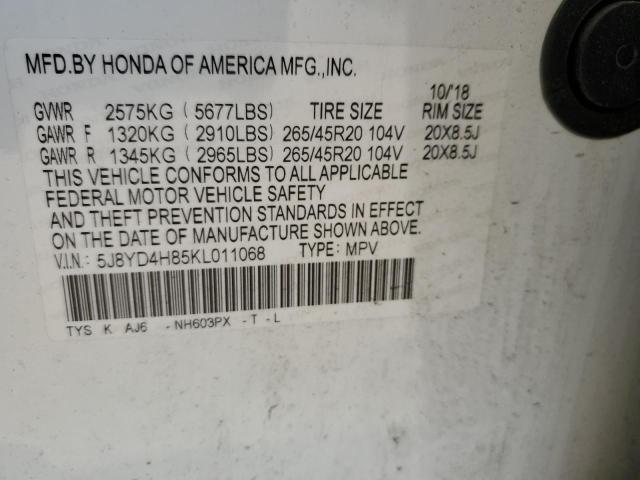 MFD.BY HONDA OF AMERICA MFG.,INC.
10/'18
GVWR 2575KG ( 5677LBS) TIRE SIZE RIM SIZE
GAWR F 1320KG ( 2910LBS) 265/45R20 104V 20X8.5J
GAWR R 1345KG ( 2965LBS) 265/45R20 104V 20X8.5J
THIS VEHICLE CONFORMS TO ALL APPLICABLE
FEDERAL MOTOR VEHICLE SAFETY
AND THEFT PREVENTION STANDARDS IN EFFECT
ON THE DATE OF MANUFACTURE SHOWN ABOVE.
V.I.N.: 5J8YD4H85KL011068 TYPE: MPV
TYS K AJ6 - NH603PX - T - L